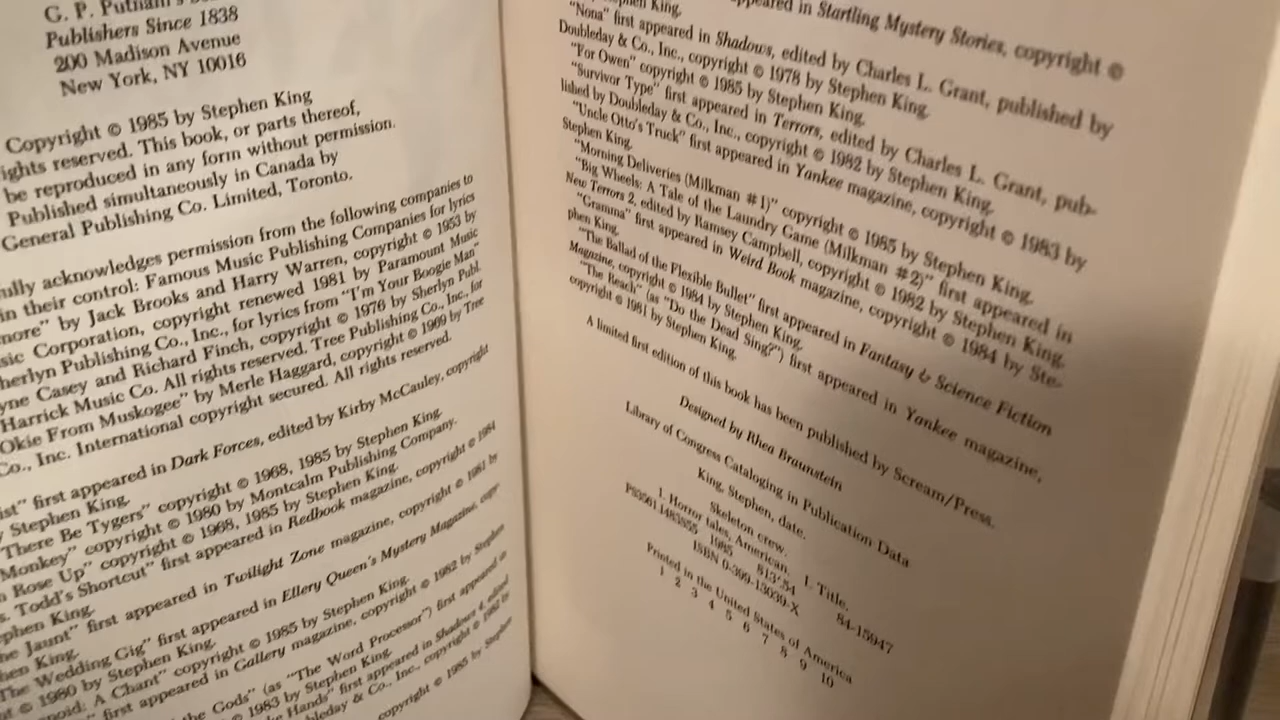 G. P. Putnam's
Publishers Since 1838
200 Madison Avenue
New York, NY 10016
Copyright © 1985 by Stephen King
ights reserved. This book, or parts thereof,
be reproduced in any form without permission.
Published simultaneously in Canada by
General Publishing Co. Limited, Toronto.
ully acknowledges permission from the following companies to
in their control: Famous Music Publishing Companies for lyrics
more" by Jack Brooks and Harry Warren, copyright © 1953 by
sic Corporation, copyright renewed 1981 by Paramount Music
herlyn Publishing Co., Inc., for lyrics from "I'm Your Boogie Man"
yne Casey and Richard Finch, copyright © 1976 by Sherlyn Publ.
Harrick Music Co. All rights reserved. Tree Publishing Co., Inc., for
Okie From Muskogee" by Merle Haggard, copyright © 1969 by Tree
Co., Inc. International copyright secured. All rights reserved.
ist" first appeared in Dark Forces, edited by Kirby McCauley, copyright
y Stephen King.
There Be Tygers" copyright © 1968, 1985 by Stephen King.
Monkey" copyright © 1980 by Montcalm Publishing Company.
n Rose Up" copyright © 1968, 1985 by Stephen King.
s. Todd's Shortcut" first appeared in Redbook magazine, copyright © 1984
ephen King.
he Jaunt" first appeared in Twilight Zone magazine, copyright © 1981 by
hen King.
The Wedding Gig" first appeared in Ellery Queen's Mystery Magazine, copy-
t © 1980 by Stephen King.
anoid: A Chant" copyright © 1985 by Stephen King.
" first appeared in Gallery magazine, copyright © 1982 by Stephen
the Gods" (as "The Word Processor") first appeared in
© 1983 by Stephen King.
Hands" first appeared in Shadows 4, edited
bleday & Co., Inc., copyright © 1982 by
copyright © 1985 by Stephen
appeared in Startling Mystery Stories, copyright ©
Stephen King.
"Nona" first appeared in Shadows, edited by Charles L. Grant, published by
Doubleday & Co., Inc., copyright © 1978 by Stephen King.
"For Owen" copyright © 1985 by Stephen King.
"Survivor Type" first appeared in Terrors, edited by Charles L. Grant, pub-
lished by Doubleday & Co., Inc., copyright © 1982 by Stephen King.
"Uncle Otto's Truck" first appeared in Yankee magazine, copyright © 1983 by
Stephen King.
"Morning Deliveries (Milkman #1)" copyright © 1985 by Stephen King.
"Big Wheels: A Tale of the Laundry Game (Milkman #2)" first appeared in
New Terrors 2, edited by Ramsey Campbell, copyright © 1982 by Stephen King.
"Gramma" first appeared in Weird Book magazine, copyright © 1984 by Ste-
phen King.
"The Ballad of the Flexible Bullet" first appeared in Fantasy & Science Fiction
Magazine, copyright © 1984 by Stephen King.
"The Reach" (as "Do the Dead Sing?") first appeared in Yankee magazine,
copyright © 1981 by Stephen King.
A limited first edition of this book has been published by Scream/Press.
Designed by Rhea Braunstein
Library of Congress Cataloging in Publication Data
King, Stephen, date.
Skeleton crew.
1. Horror tales, American. I. Title.
PS3561.I483S55 1985 813'.54 84-15947
ISBN 0-399-13039-X
Printed in the United States of America
1 2 3 4 5 6 7 8 9 10